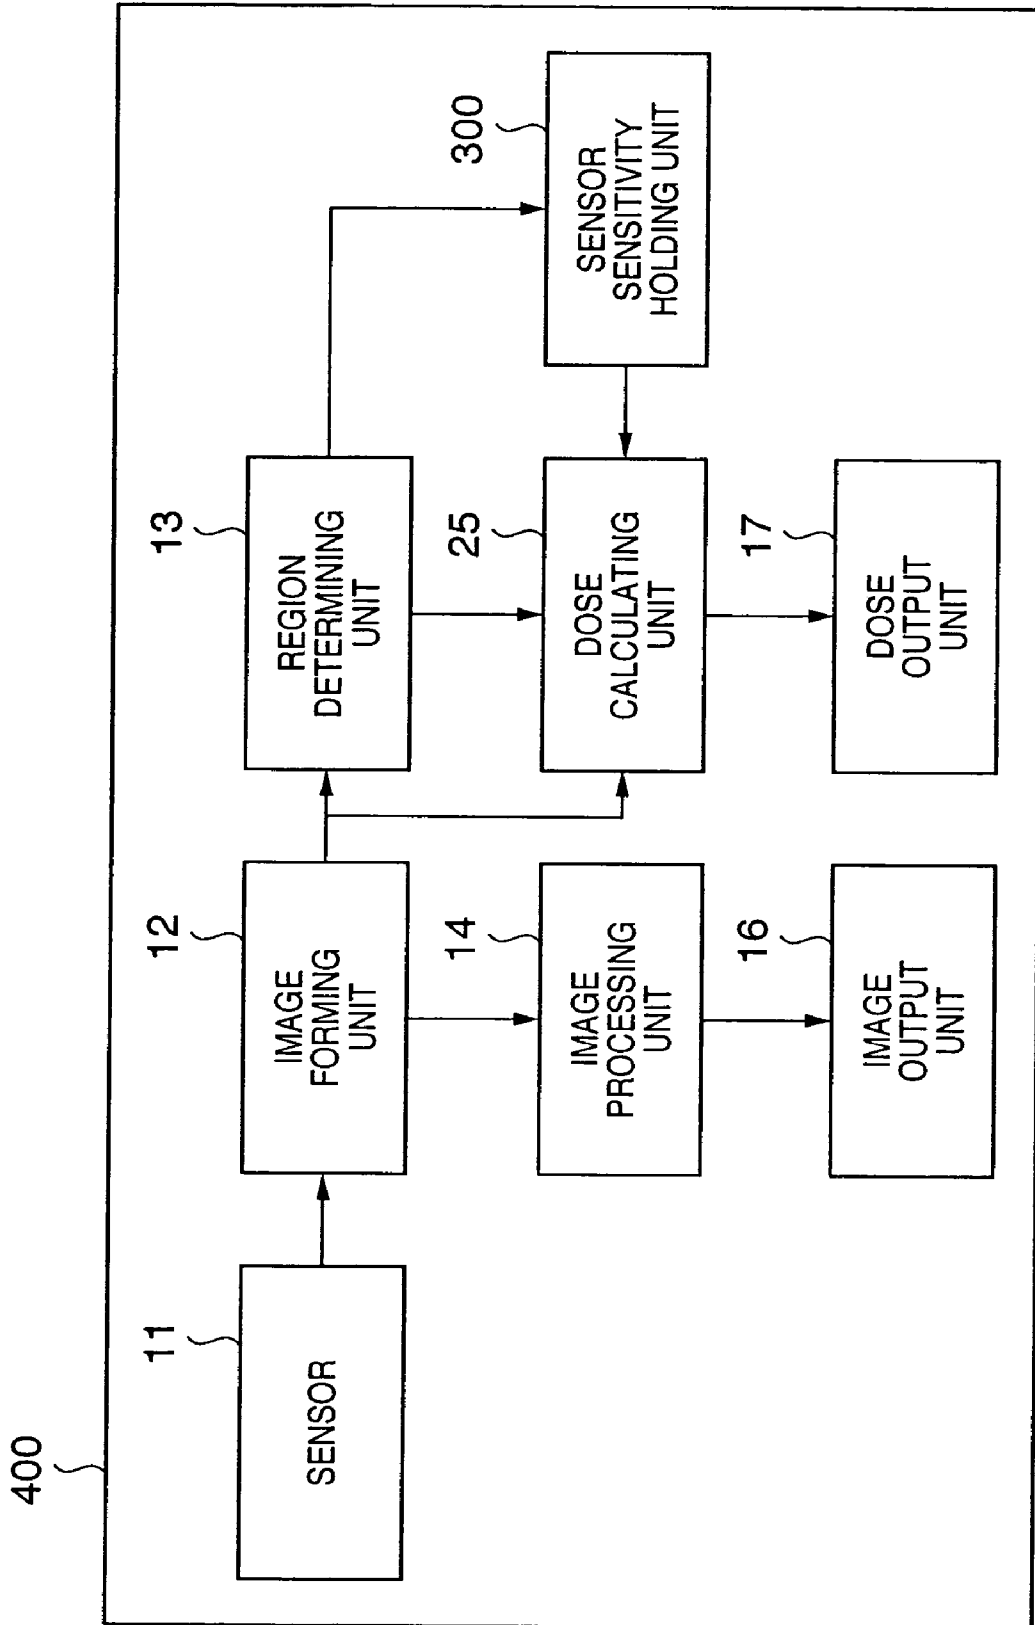 400
11
SENSOR
12
IMAGE
FORMING
UNIT
13
REGION
DETERMINING
UNIT
14
IMAGE
PROCESSING
UNIT
25
DOSE
CALCULATING
UNIT
300
SENSOR
SENSITIVITY
HOLDING UNIT
16
IMAGE
OUTPUT
UNIT
17
DOSE
OUTPUT
UNIT